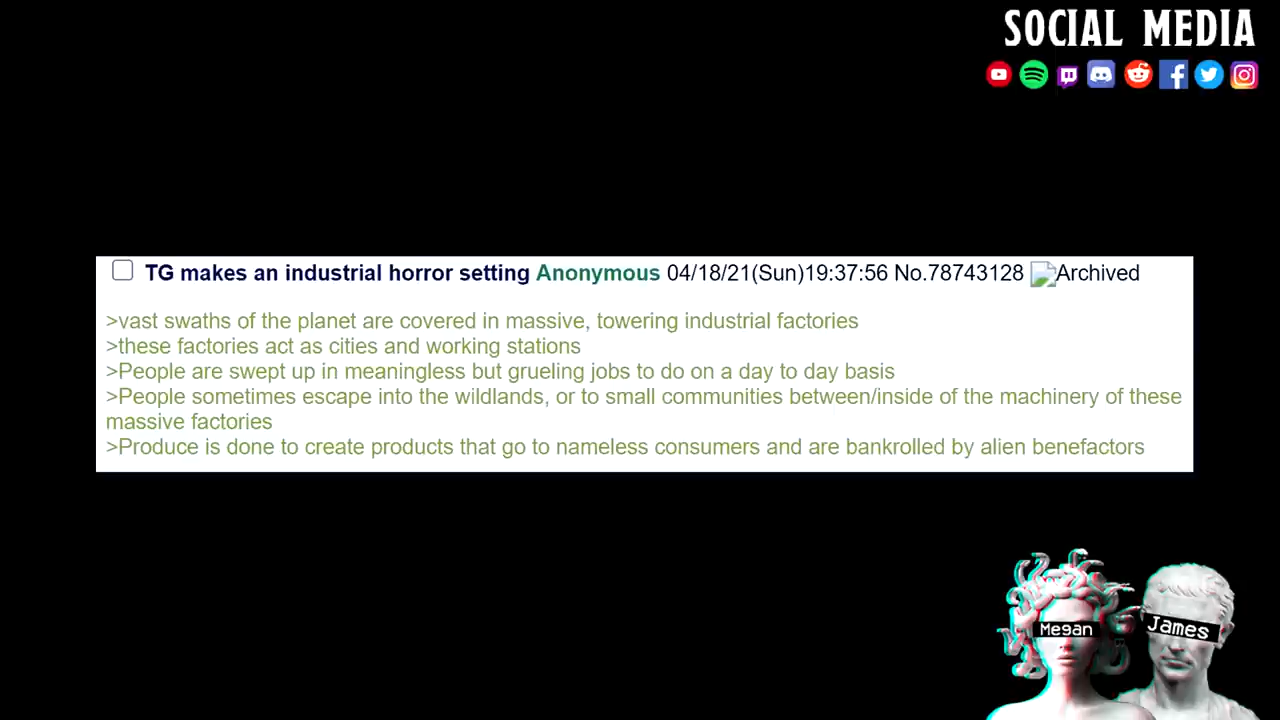 SOCIAL MEDIA
TG makes an industrial horror setting Anonymous 04/18/21(Sun)19:37:56 No.78743128 Archived
>vast swaths of the planet are covered in massive, towering industrial factories
>these factories act as cities and working stations
>People are swept up in meaningless but grueling jobs to do on a day to day basis
>People sometimes escape into the wildlands, or to small communities between/inside of the machinery of these
massive factories
>Produce is done to create products that go to nameless consumers and are bankrolled by alien benefactors
Megan
James